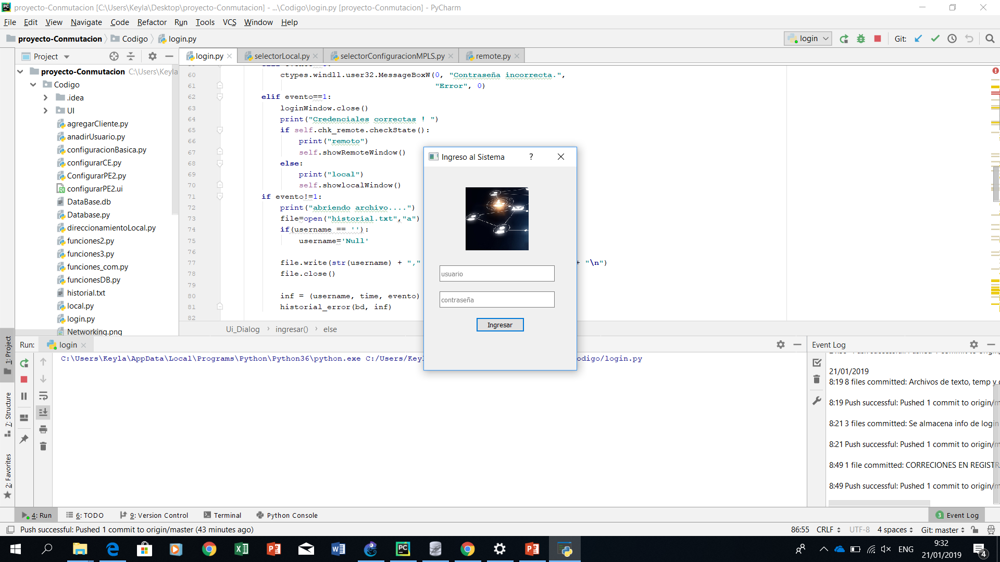 proyecto-Conmutacion [C:\Users\Keyla\Desktop\proyecto-Conmutacion] - ...\Codigo\login.py [proyecto-Conmutacion] - PyCharm
File Edit View Navigate Code Refactor Run Tools VCS Window Help
proyecto-Conmutacion Codigo login.py
login Git:
Project
login.py selectorLocal.py selectorConfiguracionMPLS.py remote.py
proyecto-Conmutacion C:\Users\Keyla
Codigo
.idea
UI
agregarCliente.py
anadirUsuario.py
configuracionBasica.py
configurarCE.py
ConfigurarPE2.py
configurarPE2.ui
DataBase.db
Database.py
direccionamientoLocal.py
funciones2.py
funciones3.py
funciones_com.py
funcionesDB.py
historial.txt
local.py
login.py
Networking.png
60 ctypes.windll.user32.MessageBoxW(0, "Contraseña incorrecta.",
61 "Error", 0)
62 elif evento==1:
63 loginWindow.close()
64 print("Credenciales correctas ! ")
65 if self.chk_remote.checkState():
66 print("remoto")
67 self.showRemoteWindow()
68 else:
69 print("local")
70 self.showlocalWindow()
71 if evento!=1:
72 print("abriendo archivo....")
73 file=open("historial.txt","a")
74 if(username == ''):
75 username='Null'
76
77 file.write(str(username) + "," + "\n")
78 file.close()
79
80 inf = (username, time, evento)
81 historial_error(bd, inf)
82
Ui_Dialog ingresar() else
Ingreso al Sistema ?
usuario
contraseña
Ingresar
Run: login
C:\Users\Keyla\AppData\Local\Programs\Python\Python36\python.exe C:/Users/Keyl odigo/login.py
Event Log
21/01/2019
8:19 8 files committed: Archivos de texto, temp y
8:19 Push successful: Pushed 1 commit to origin/m
8:21 3 files committed: Se almacena info de login
8:21 Push successful: Pushed 1 commit to origin/m
8:49 1 file committed: CORRECIONES EN REGISTR
8:49 Push successful: Pushed 1 commit to origin/m
1: Project
7: Structure
2: Favorites
4: Run 6: TODO 9: Version Control Terminal Python Console 3 Event Log
Push successful: Pushed 1 commit to origin/master (43 minutes ago) 86:55 CRLF UTF-8 4 spaces Git: master
ENG 9:32
21/01/2019
4